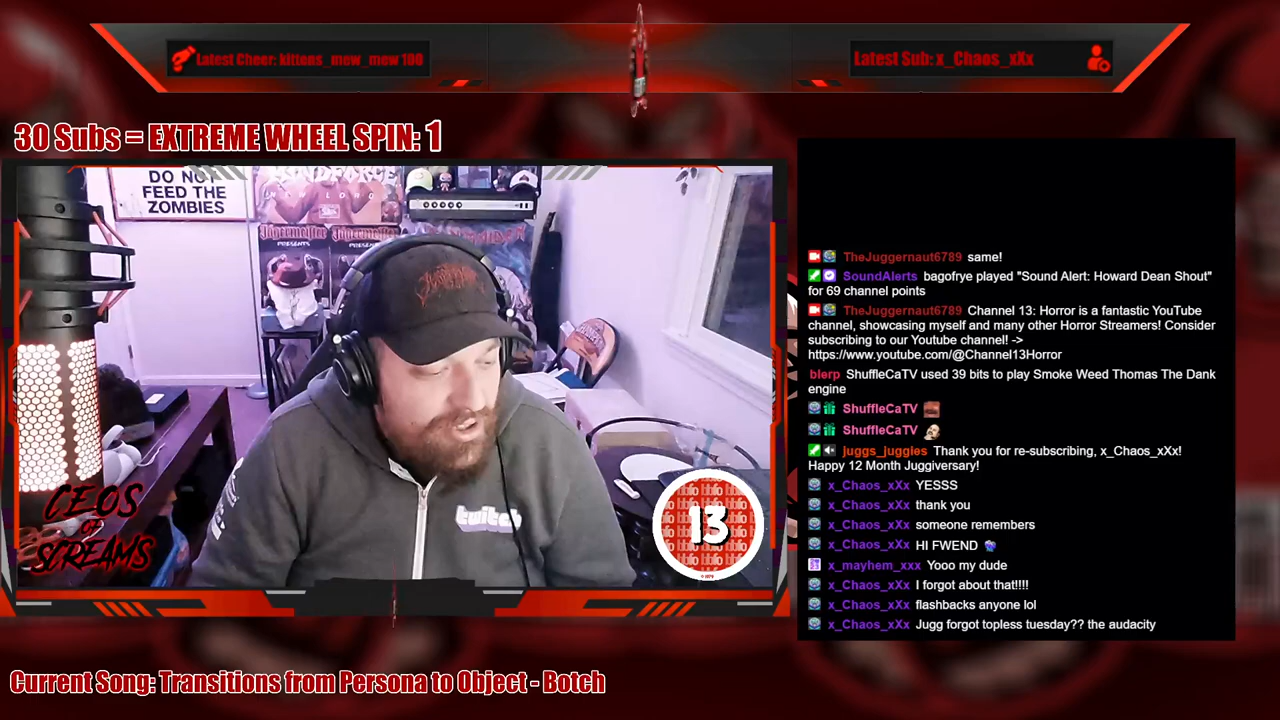 Latest Cheer: kittens_mew_mew 100
Latest Sub: x_Chaos_xXx
30 Subs = EXTREME WHEEL SPIN: 1
DO NOT
FEED THE
ZOMBIES
MINDFORCE
Jägermeister
PRESENTS
Jägermeister
PRESENTS
twitch
CEOS
OF
SCREAMS
13
TheJuggernaut6789 same!
SoundAlerts bagofrye played "Sound Alert: Howard Dean Shout"
for 69 channel points
TheJuggernaut6789 Channel 13: Horror is a fantastic YouTube
channel, showcasing myself and many other Horror Streamers! Consider
subscribing to our Youtube channel! ->
https://www.youtube.com/@Channel13Horror
blerp ShuffleCaTV used 39 bits to play Smoke Weed Thomas The Dank
engine
ShuffleCaTV
ShuffleCaTV
juggs_juggies Thank you for re-subscribing, x_Chaos_xXx!
Happy 12 Month Juggiversary!
x_Chaos_xXx YESSS
x_Chaos_xXx thank you
x_Chaos_xXx someone remembers
x_Chaos_xXx HI FWEND
x_mayhem_xxx Yooo my dude
x_Chaos_xXx I forgot about that!!!!
x_Chaos_xXx flashbacks anyone lol
x_Chaos_xXx Jugg forgot topless tuesday?? the audacity
Current Song: Transitions from Persona to Object - Botch